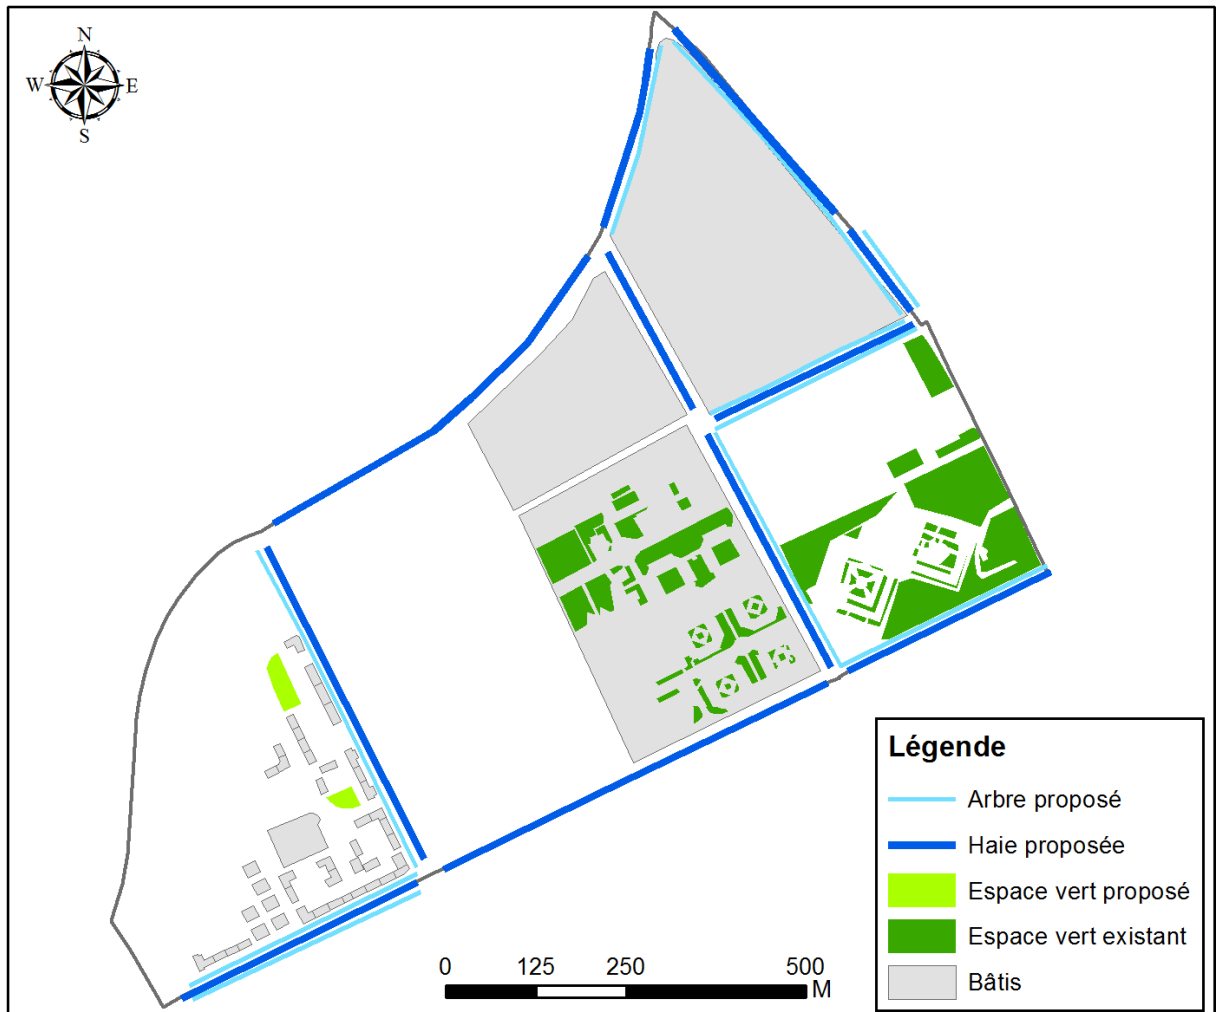 N
W E
S
Légende
Arbre proposé
Haie proposée
Espace vert proposé
Espace vert existant
Bâtis
0 125 250 500
M